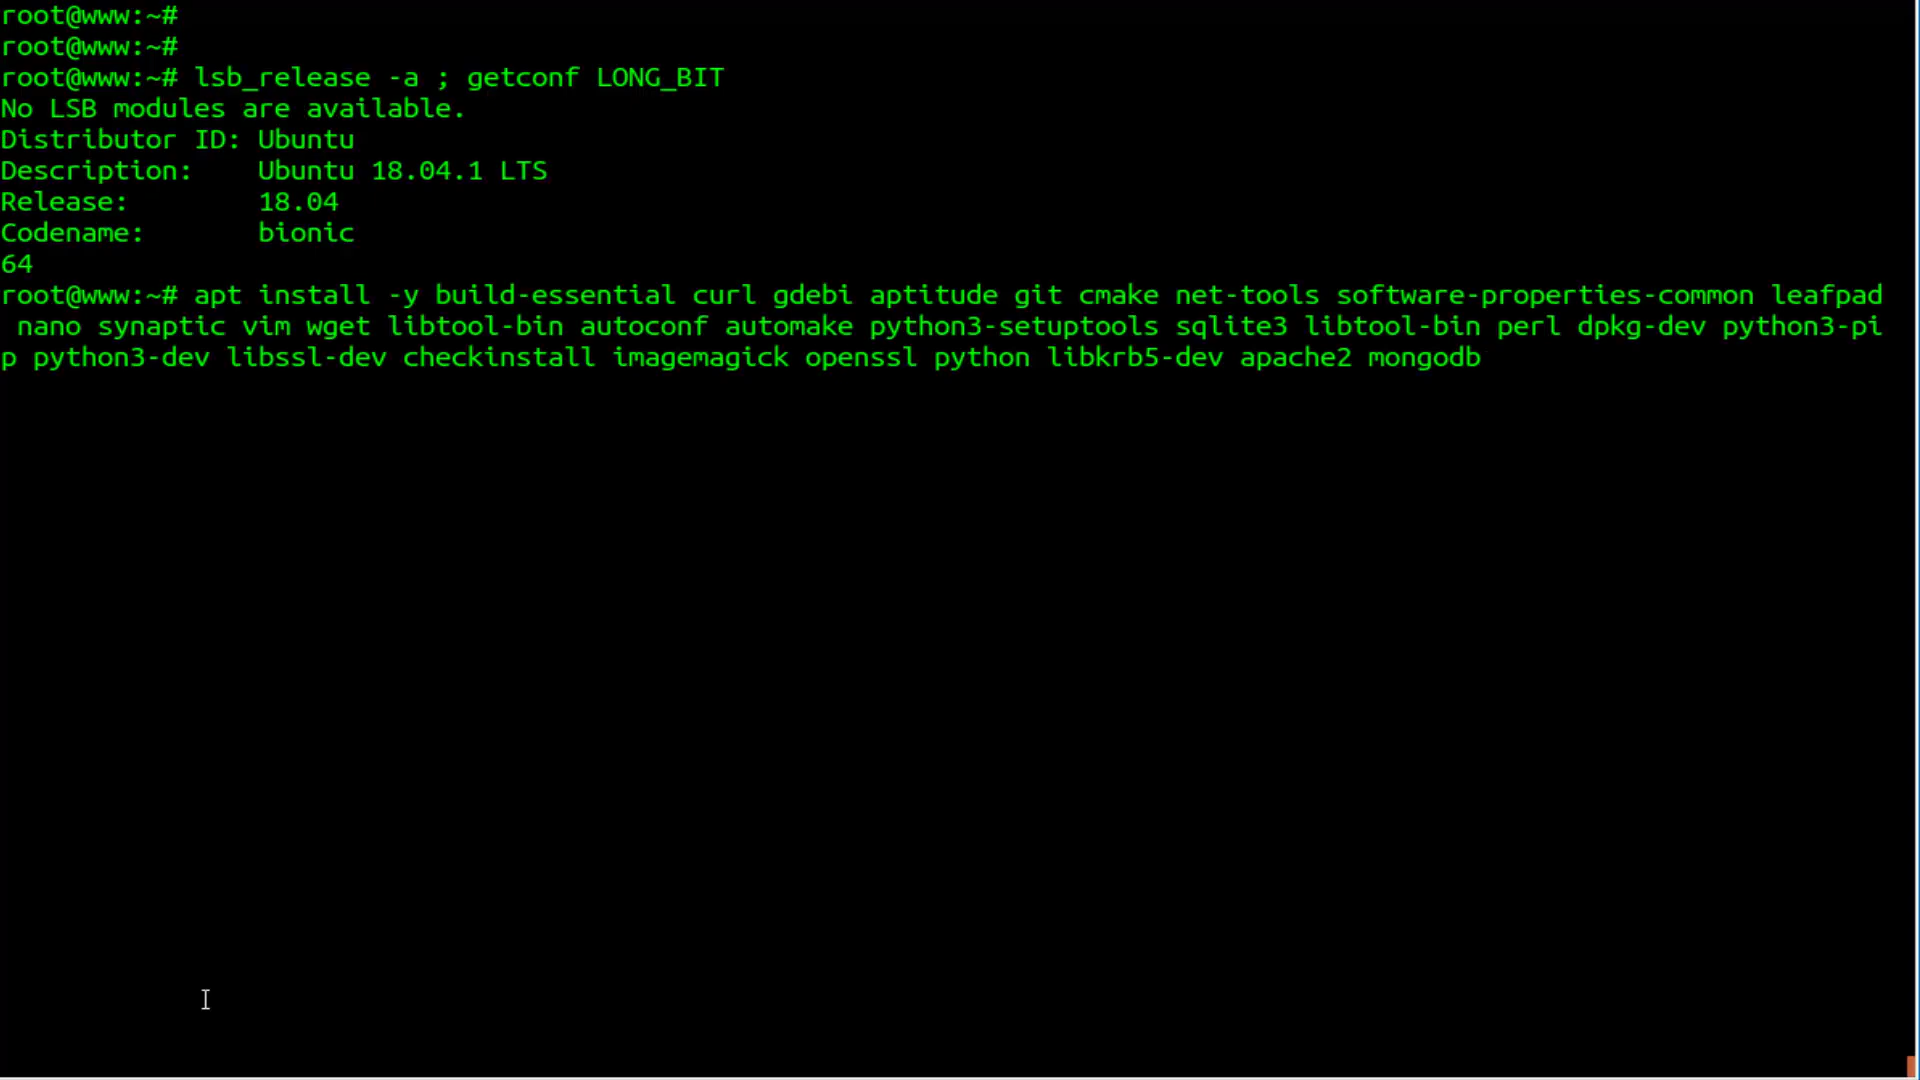 root@www:~#
root@www:~#
root@www:~# lsb_release -a ; getconf LONG_BIT
No LSB modules are available.
Distributor ID: Ubuntu
Description:    Ubuntu 18.04.1 LTS
Release:        18.04
Codename:       bionic
64
root@www:~# apt install -y build-essential curl gdebi aptitude git cmake net-tools software-properties-common leafpad
 nano synaptic vim wget libtool-bin autoconf automake python3-setuptools sqlite3 libtool-bin perl dpkg-dev python3-pi
p python3-dev libssl-dev checkinstall imagemagick openssl python libkrb5-dev apache2 mongodb